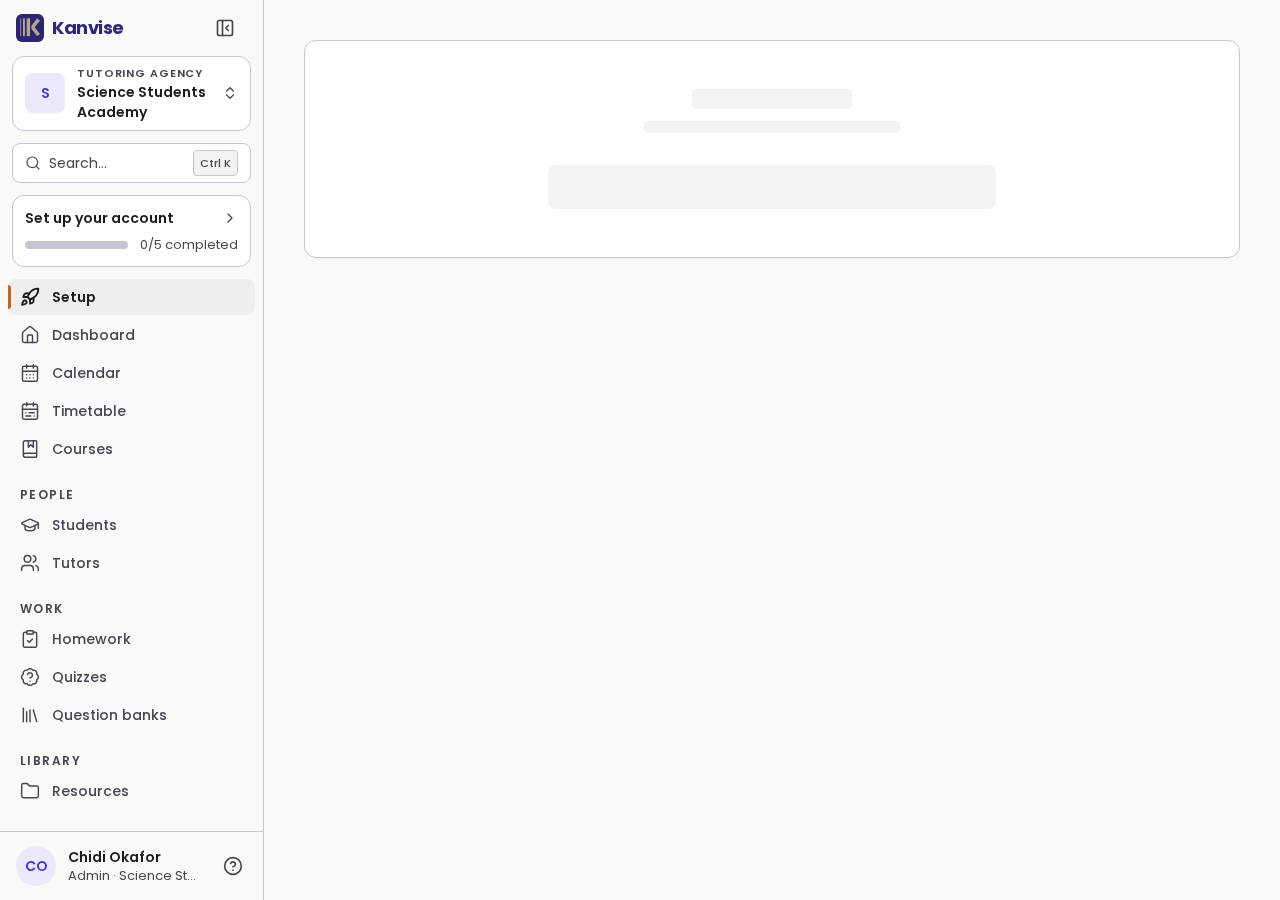 Kanvise
TUTORING AGENCY
S
Science Students
Academy
Search...
Ctrl K
Set up your account
0/5 completed
Setup
Dashboard
Calendar
Timetable
Courses
PEOPLE
Students
Tutors
WORK
Homework
Quizzes
Question banks
LIBRARY
Resources
CO
Chidi Okafor
Admin · Science St...